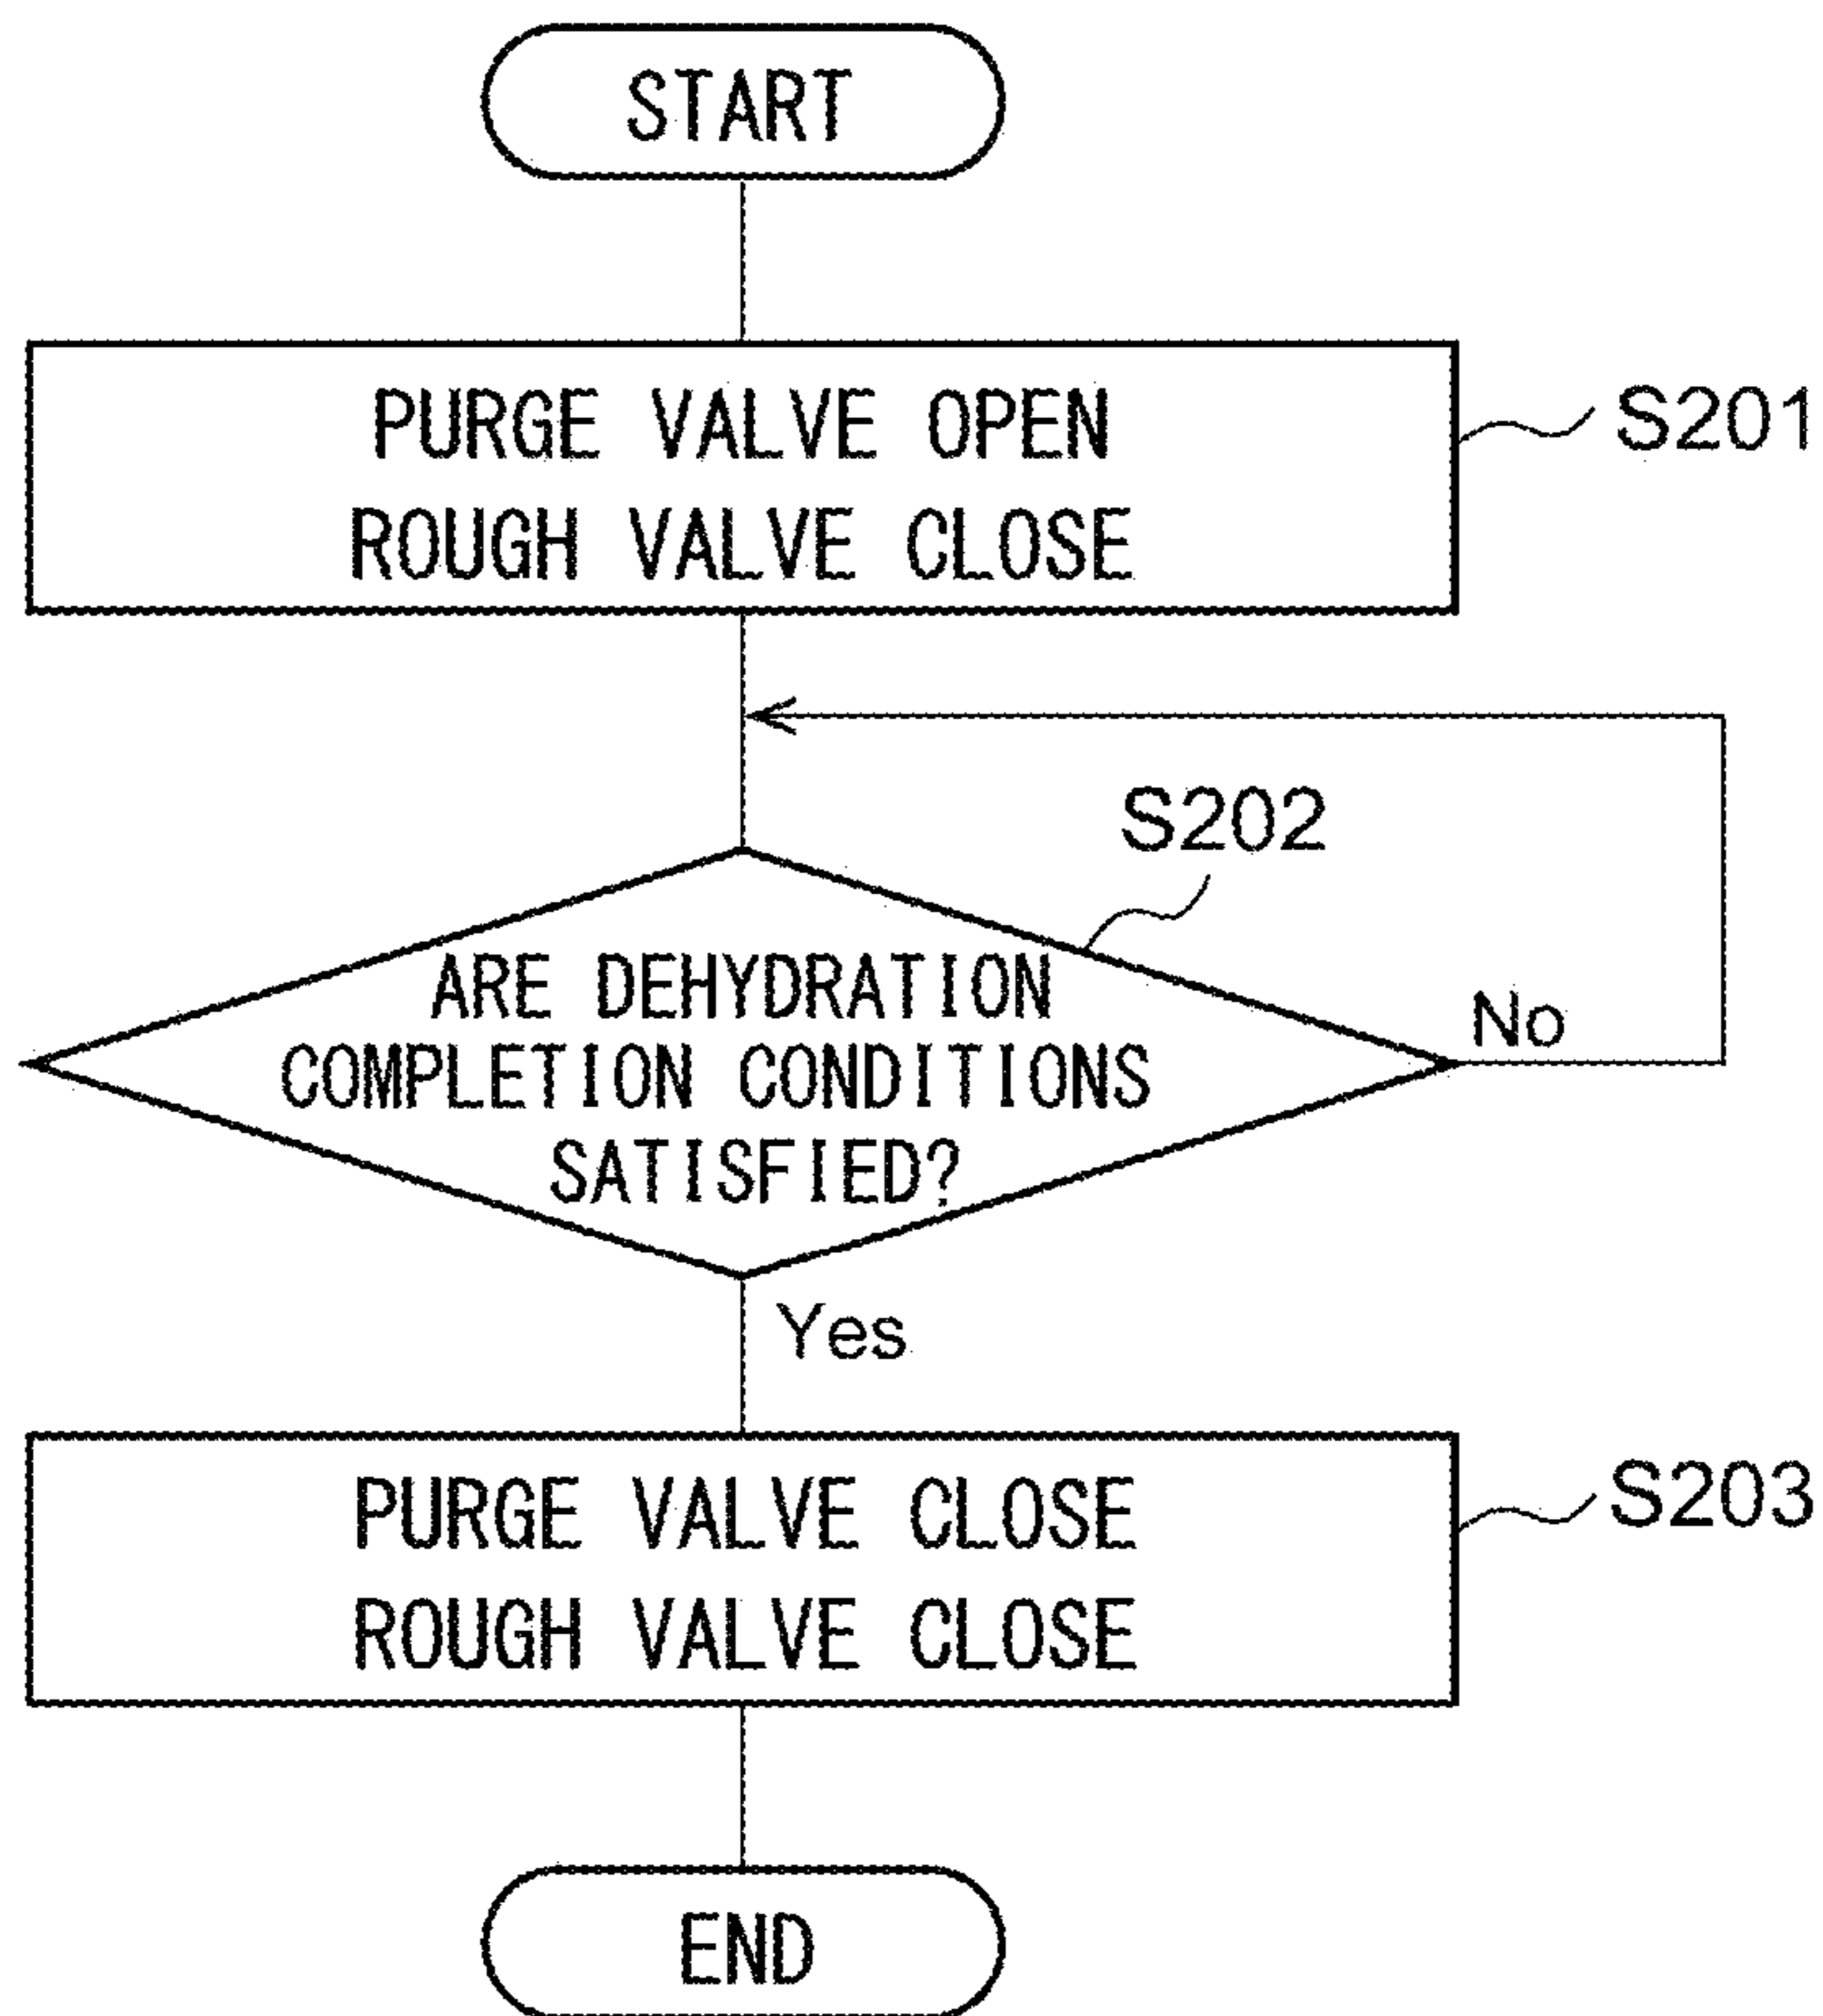 START
PURGE VALVE OPEN
ROUGH VALVE CLOSE
S201
S202
ARE DEHYDRATION
COMPLETION CONDITIONS
SATISFIED?
No
Yes
PURGE VALVE CLOSE
ROUGH VALVE CLOSE
S203
END